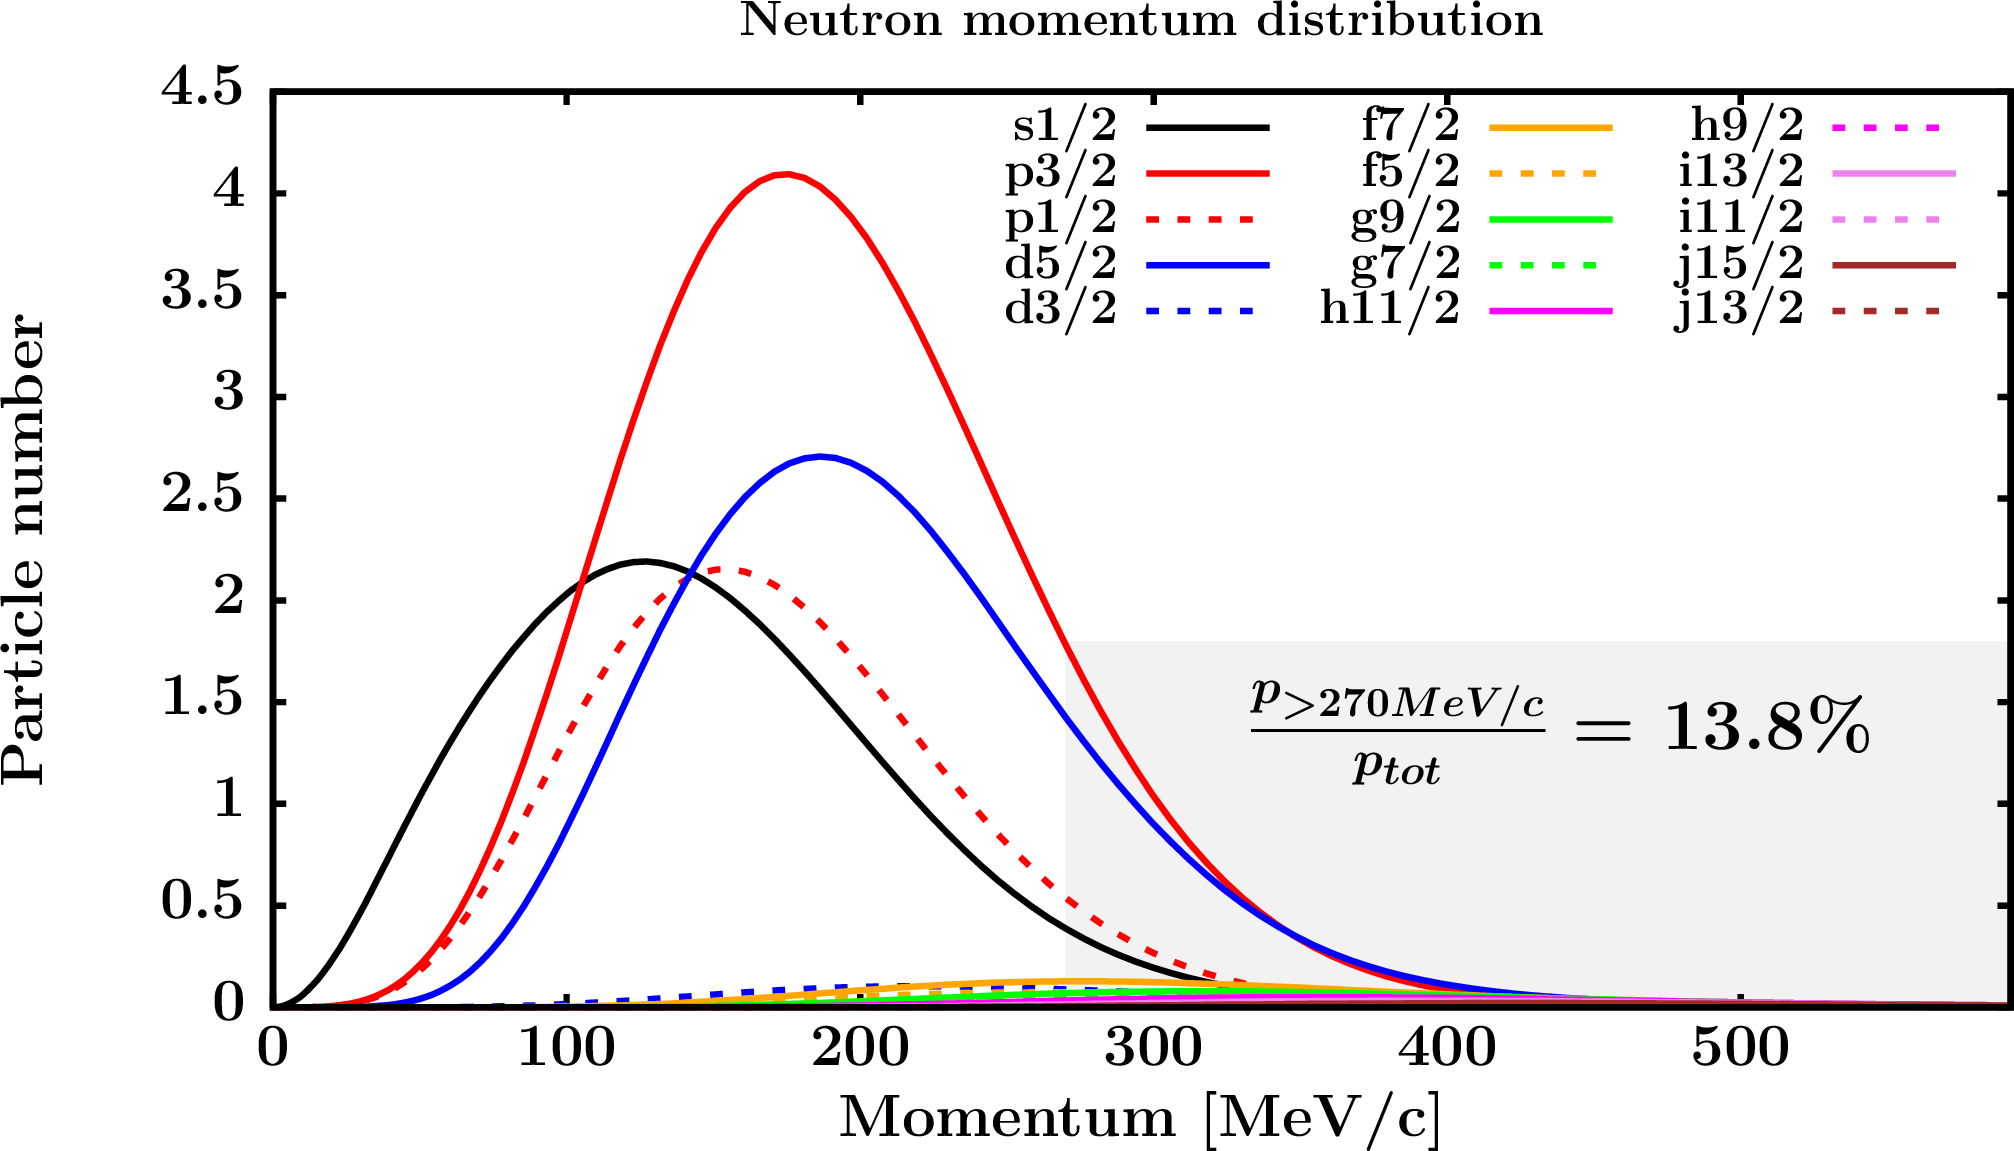 Neutron momentum distribution
4.5
4
3.5
3
2.5
2
1.5
1
0.5
0
Particle number
s1/2
p3/2
p1/2
d5/2
d3/2
f7/2
f5/2
g9/2
g7/2
h11/2
h9/2
i13/2
i11/2
j15/2
j13/2
p>270MeV/c / ptot = 13.8%
0 100 200 300 400 500
Momentum [MeV/c]